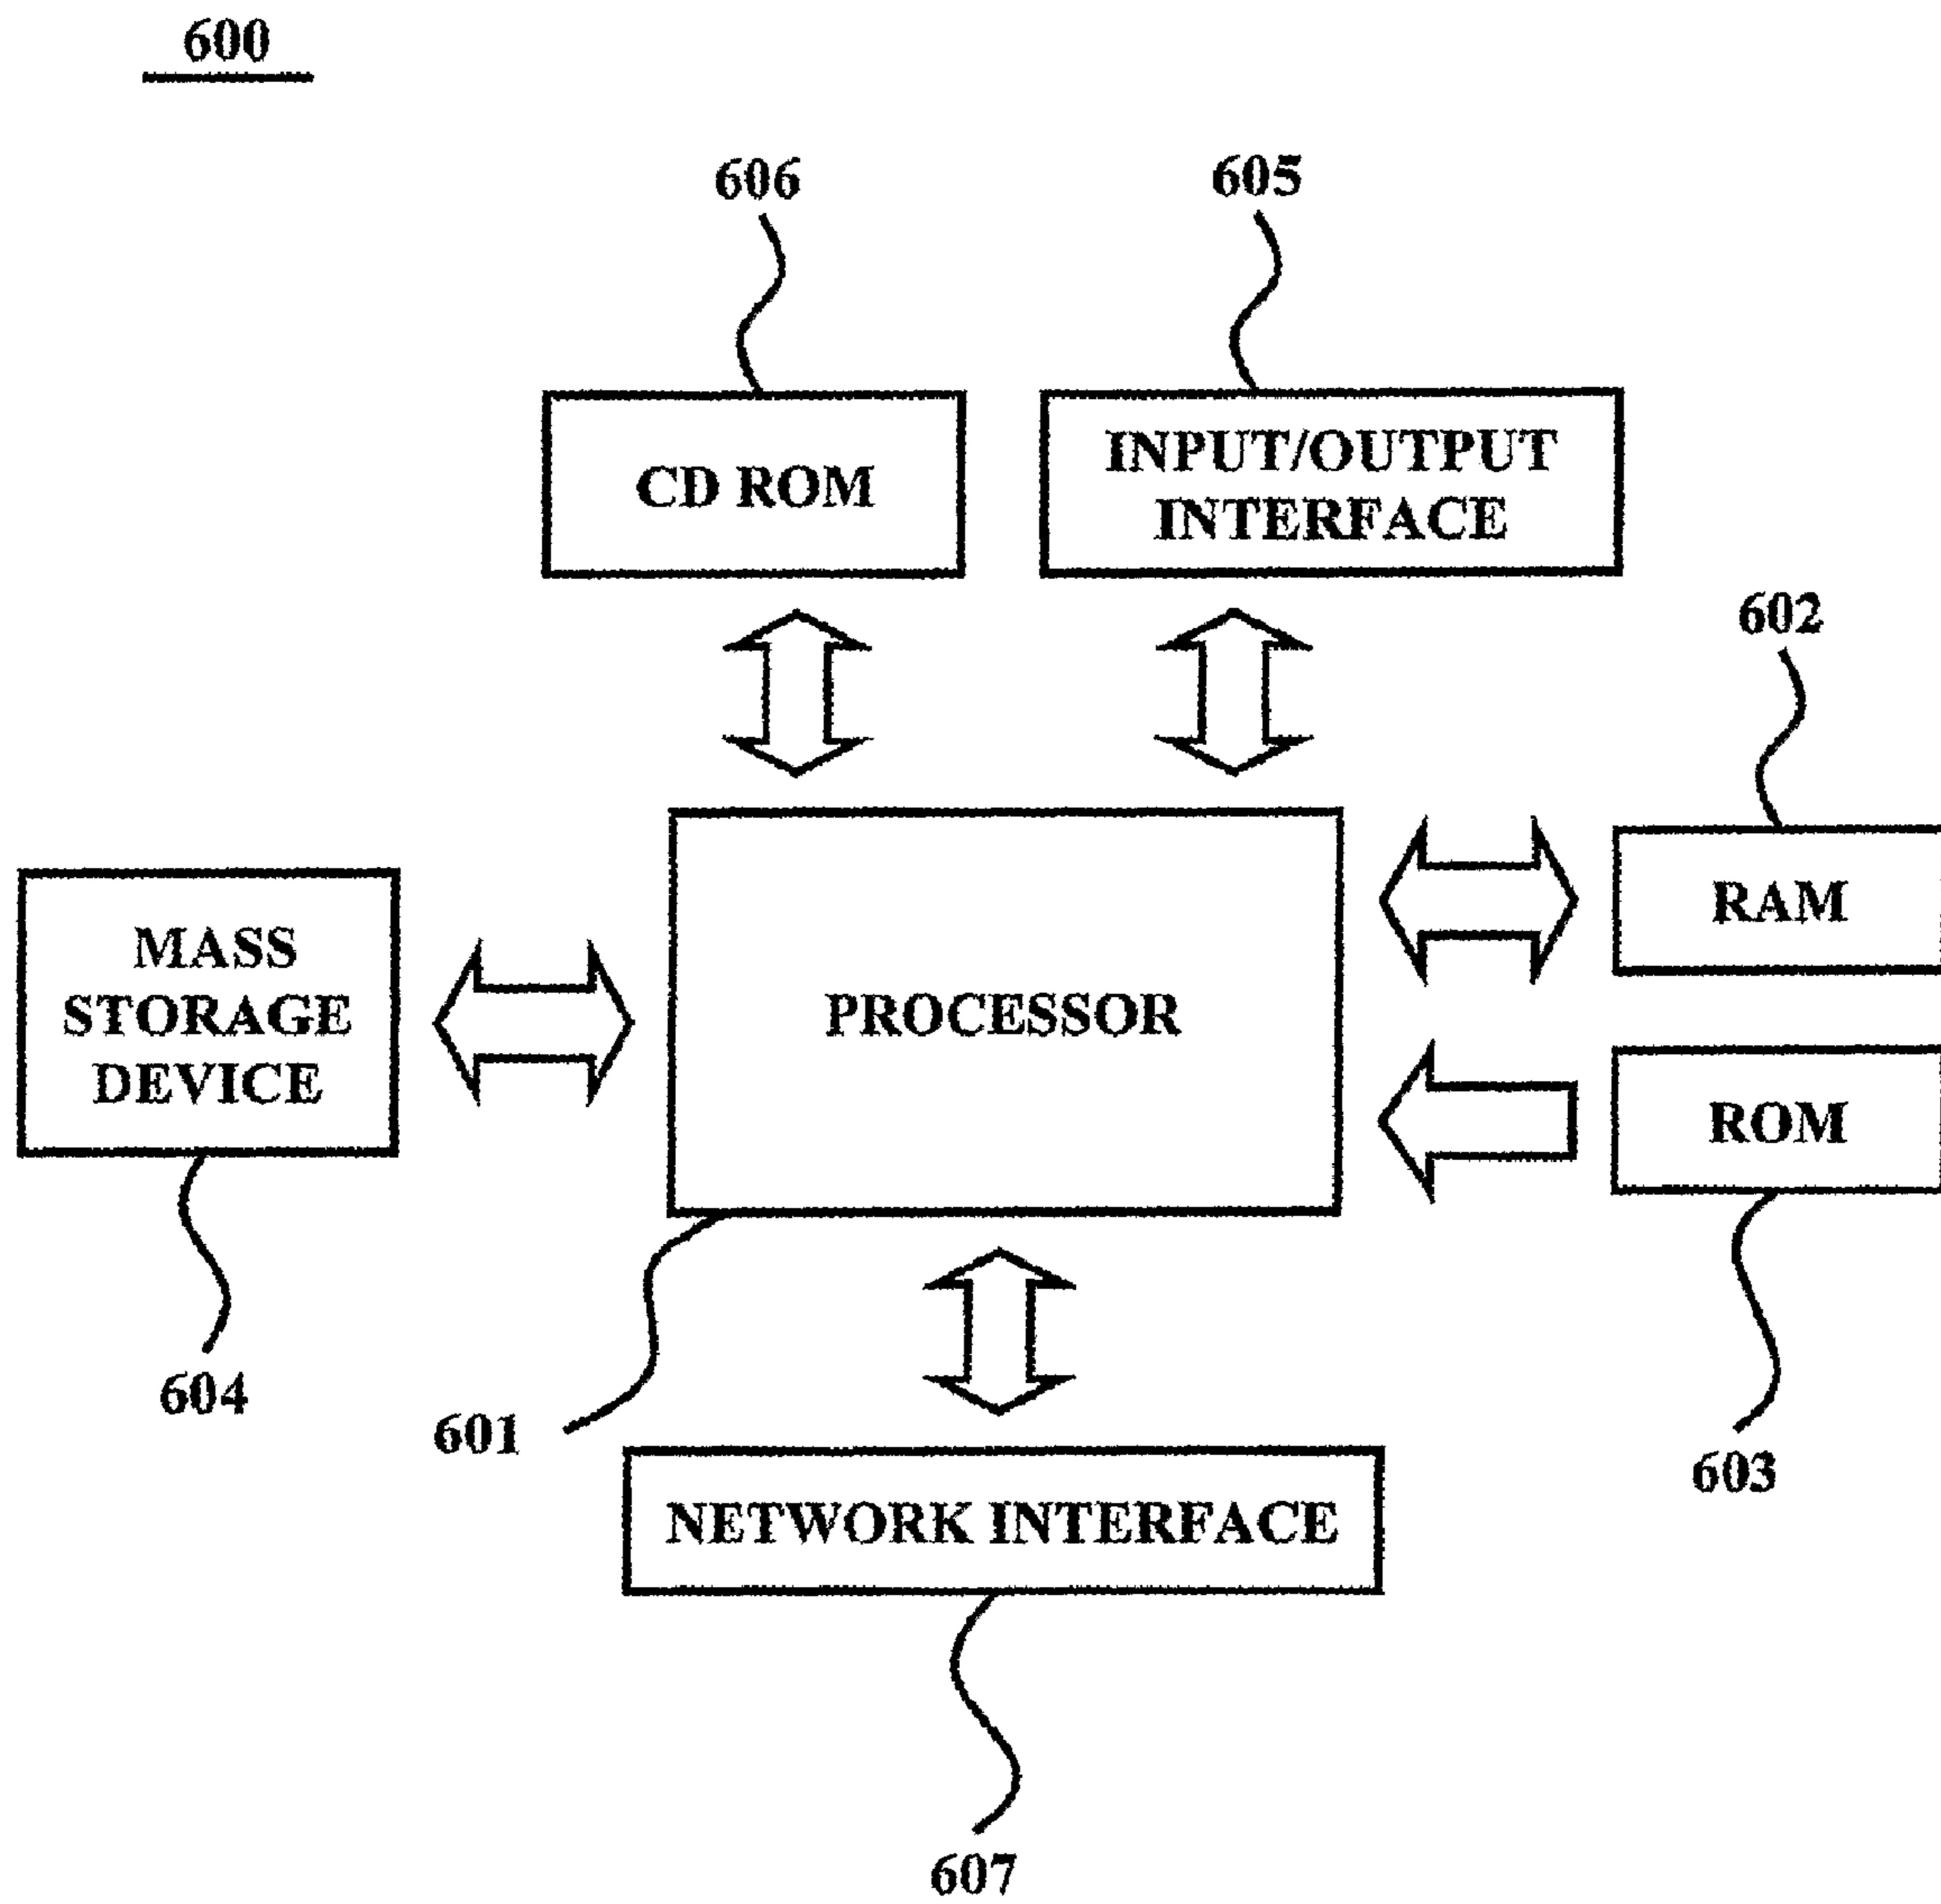 600
606
605
CD ROM
INPUT/OUTPUT
INTERFACE
602
RAM
MASS
STORAGE
DEVICE
PROCESSOR
ROM
604
601
603
NETWORK INTERFACE
607